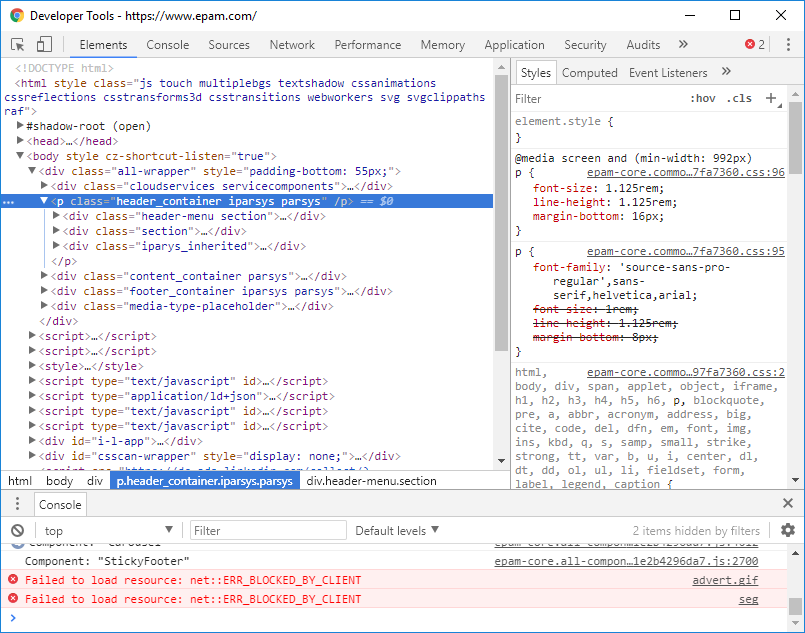 Developer Tools - https://www.epam.com/
Elements Console Sources Network Performance Memory Application Security Audits » 2
<!DOCTYPE html>
<html style class="js touch multiplebgs textshadow cssanimations
cssreflections csstransforms3d csstransitions webworkers svg svgclippaths
raf">
#shadow-root (open)
<head>…</head>
<body style cz-shortcut-listen="true">
<div class="all-wrapper" style="padding-bottom: 55px;">
<div class="cloudservices servicecomponents">…</div>
… <p class="header_container iparsys parsys" /p> == $0
<div class="header-menu section">…</div>
<div class="section">…</div>
<div class="iparys_inherited">…</div>
</p>
<div class="content_container parsys">…</div>
<div class="footer_container iparsys parsys">…</div>
<div class="media-type-placeholder">…</div>
</div>
<script>…</script>
<script>…</script>
<style>…</style>
<script type="text/javascript" id>…</script>
<script type="application/ld+json">…</script>
<script type="text/javascript" id>…</script>
<script type="text/javascript" id>…</script>
<div id="i-l-app">…</div>
<div id="csscan-wrapper" style="display: none;">…</div>
html body div p.header_container.iparsys.parsys div.header-menu.section
Styles Computed Event Listeners »
Filter :hov .cls +
element.style {
}
@media screen and (min-width: 992px)
p { epam-core.commo…7fa7360.css:96
font-size: 1.125rem;
line-height: 1.125rem;
margin-bottom: 16px;
}
p { epam-core.commo…7fa7360.css:95
font-family: 'source-sans-pro-
regular',sans-
serif,helvetica,arial;
font-size: 1rem;
line-height: 1.125rem;
margin-bottom: 8px;
}
html, epam-core.commo…97fa7360.css:2
body, div, span, applet, object, iframe,
h1, h2, h3, h4, h5, h6, p, blockquote,
pre, a, abbr, acronym, address, big,
cite, code, del, dfn, em, font, img,
ins, kbd, q, s, samp, small, strike,
strong, tt, var, b, u, i, center, dl,
dt, dd, ol, ul, li, fieldset, form,
label, legend, caption {
Console
top Filter Default levels 2 items hidden by filters
Component: "StickyFooter" epam-core.all-compon…1e2b4296da7.js:2700
Failed to load resource: net::ERR_BLOCKED_BY_CLIENT advert.gif
Failed to load resource: net::ERR_BLOCKED_BY_CLIENT seg
>